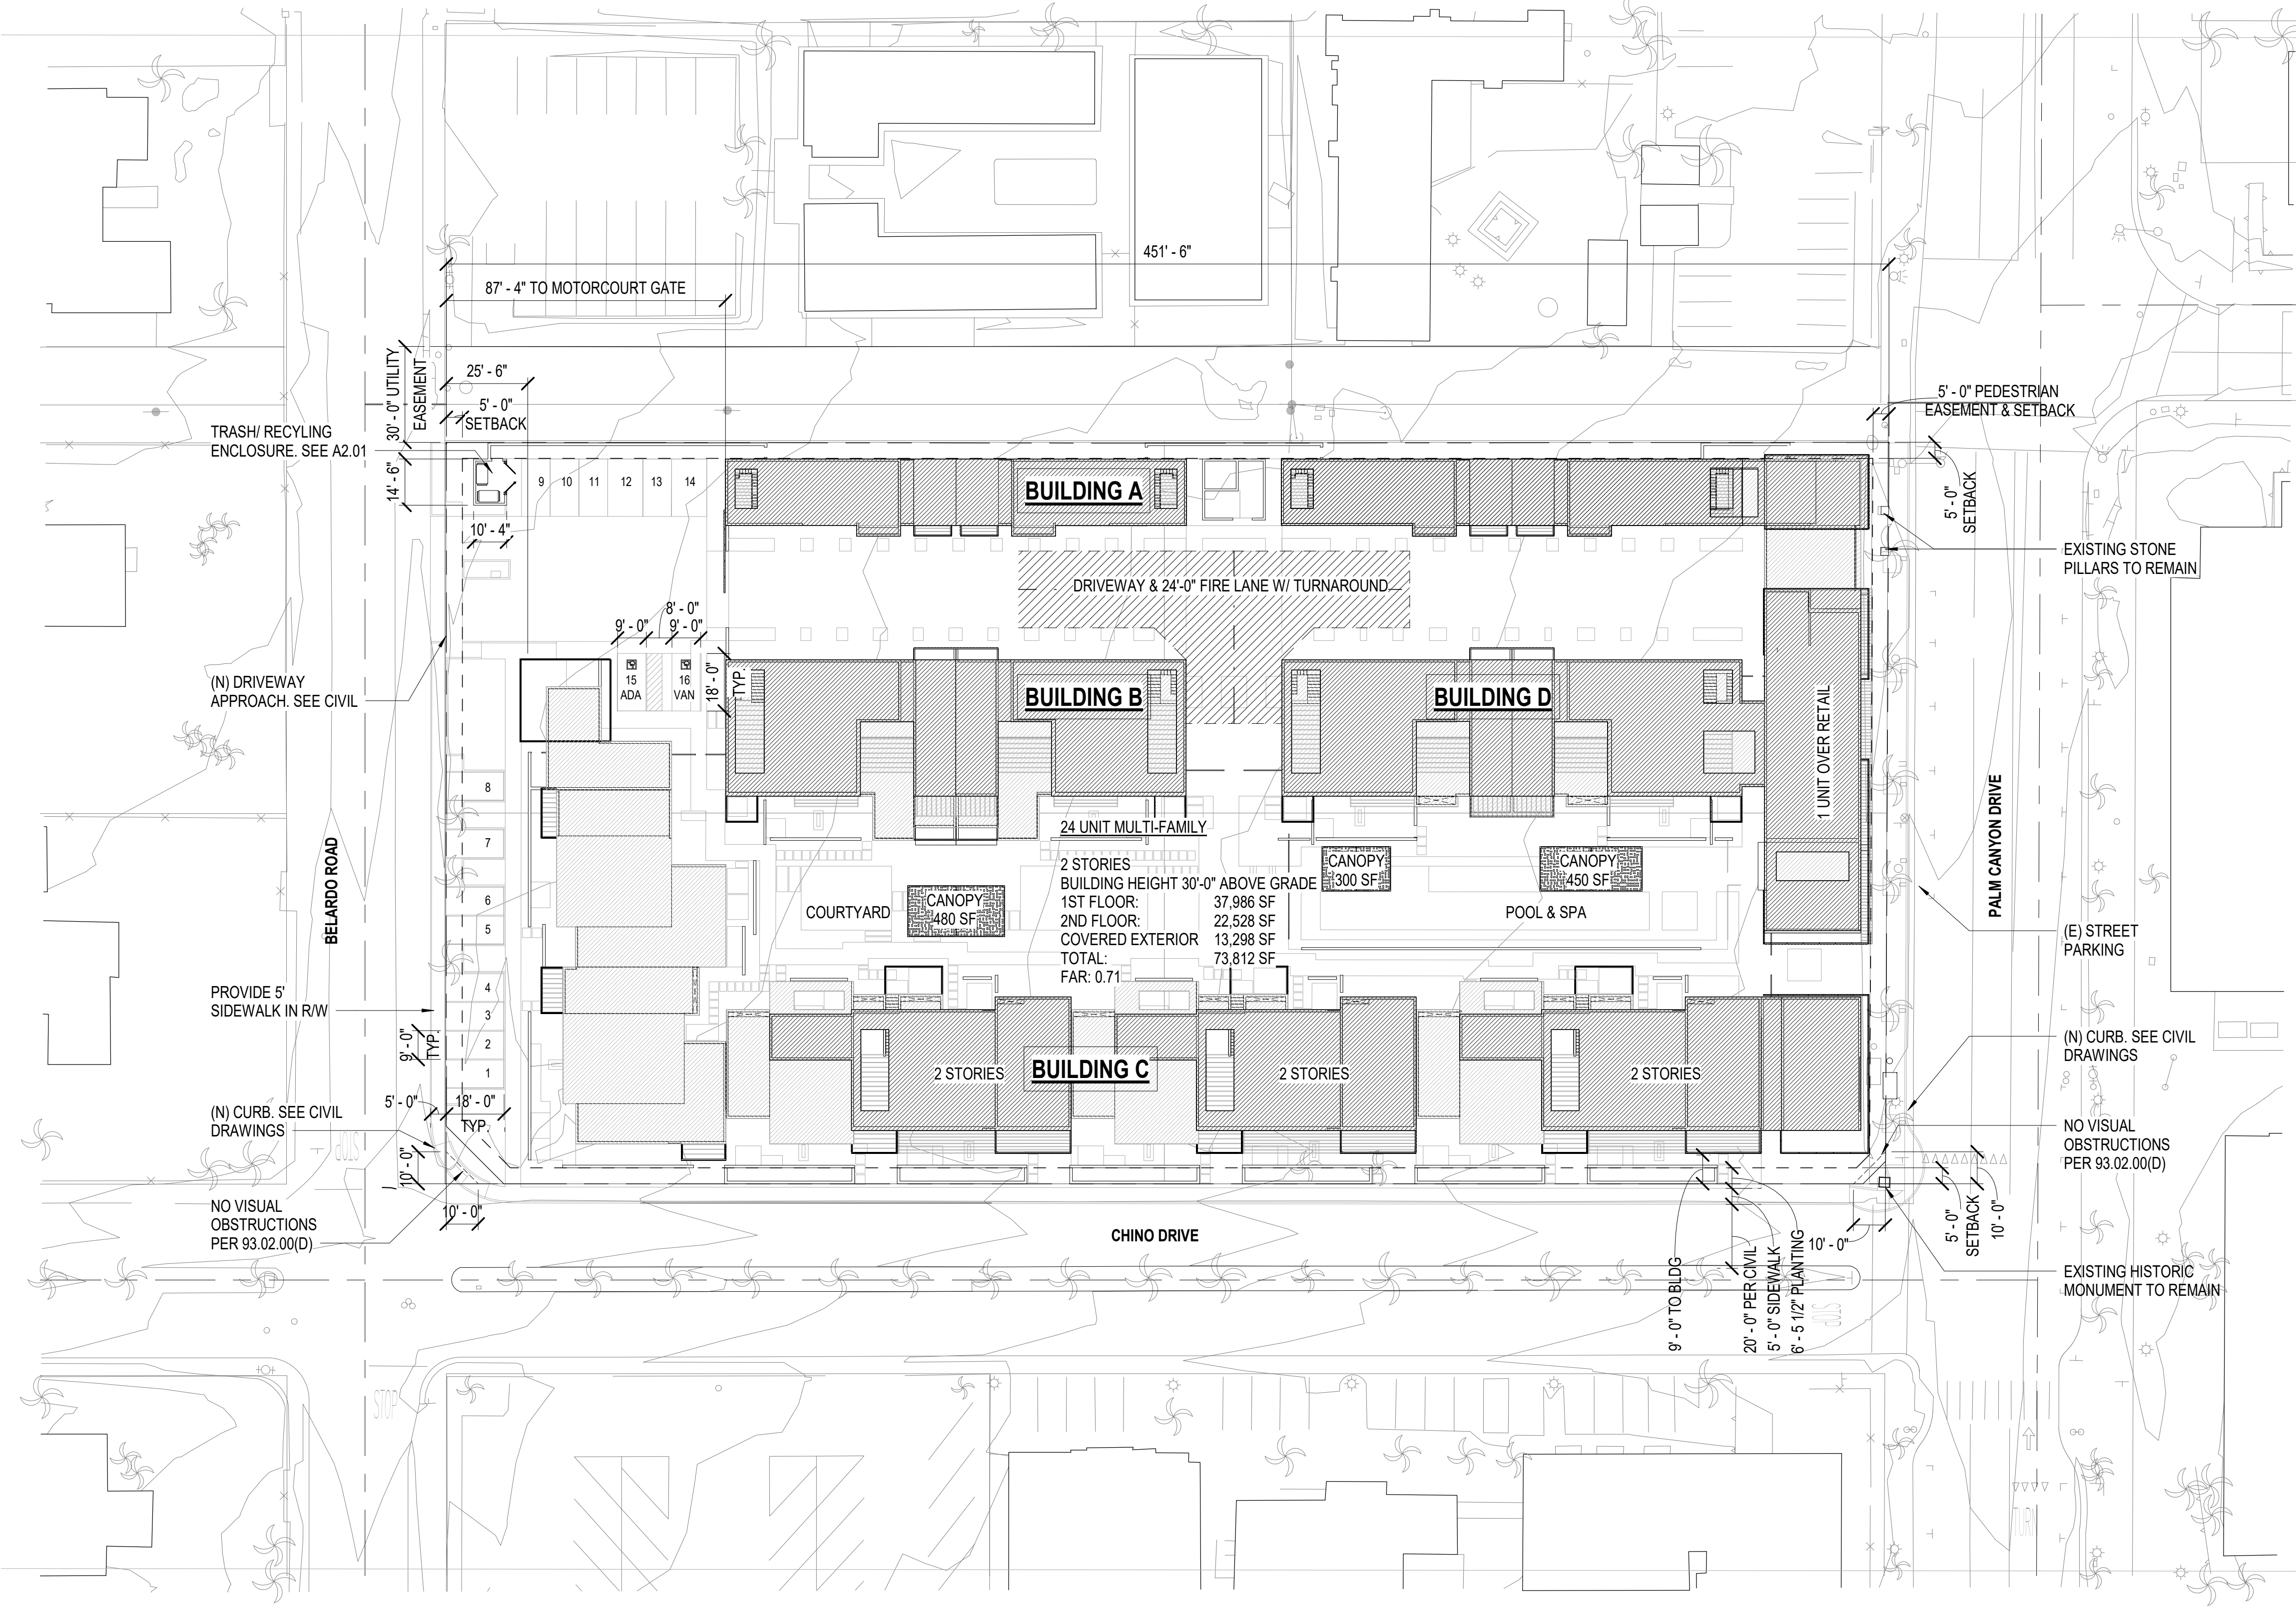 451' - 6"
87' - 4" TO MOTORCOURT GATE
30' - 0" UTILITY
EASEMENT
25' - 6"
5' - 0"
SETBACK
5' - 0" PEDESTRIAN
EASEMENT & SETBACK
TRASH/ RECYLING
ENCLOSURE. SEE A2.01
14' - 6"
9
10
11
12
13
14
BUILDING A
5' - 0"
SETBACK
10' - 4"
EXISTING STONE
PILLARS TO REMAIN
DRIVEWAY & 24'-0" FIRE LANE W/ TURNAROUND
8' - 0"
9' - 0"
9' - 0"
15
ADA
16
VAN
18' - 0"
TYP.
(N) DRIVEWAY
APPROACH. SEE CIVIL
BUILDING B
BUILDING D
1 UNIT OVER RETAIL
8
7
6
5
4
3
2
1
BELARDO ROAD
PALM CANYON DRIVE
24 UNIT MULTI-FAMILY
2 STORIES
BUILDING HEIGHT 30'-0" ABOVE GRADE
1ST FLOOR: 37,986 SF
2ND FLOOR: 22,528 SF
COVERED EXTERIOR 13,298 SF
TOTAL: 73,812 SF
FAR: 0.71
COURTYARD
CANOPY
480 SF
CANOPY
300 SF
CANOPY
450 SF
POOL & SPA
(E) STREET
PARKING
PROVIDE 5'
SIDEWALK IN R/W
9' - 0"
TYP.
(N) CURB. SEE CIVIL
DRAWINGS
2 STORIES
BUILDING C
2 STORIES
2 STORIES
(N) CURB. SEE CIVIL
DRAWINGS
5' - 0"
18' - 0"
TYP.
10' - 0"
10' - 0"
NO VISUAL
OBSTRUCTIONS
PER 93.02.00(D)
NO VISUAL
OBSTRUCTIONS
PER 93.02.00(D)
STOP
CHINO DRIVE
9' - 0" TO BLDG
20' - 0" PER CIVIL
5' - 0" SIDEWALK
6' - 5 1/2" PLANTING
10' - 0"
5' - 0"
SETBACK
10' - 0"
EXISTING HISTORIC
MONUMENT TO REMAIN
STOP
STOP
TURN